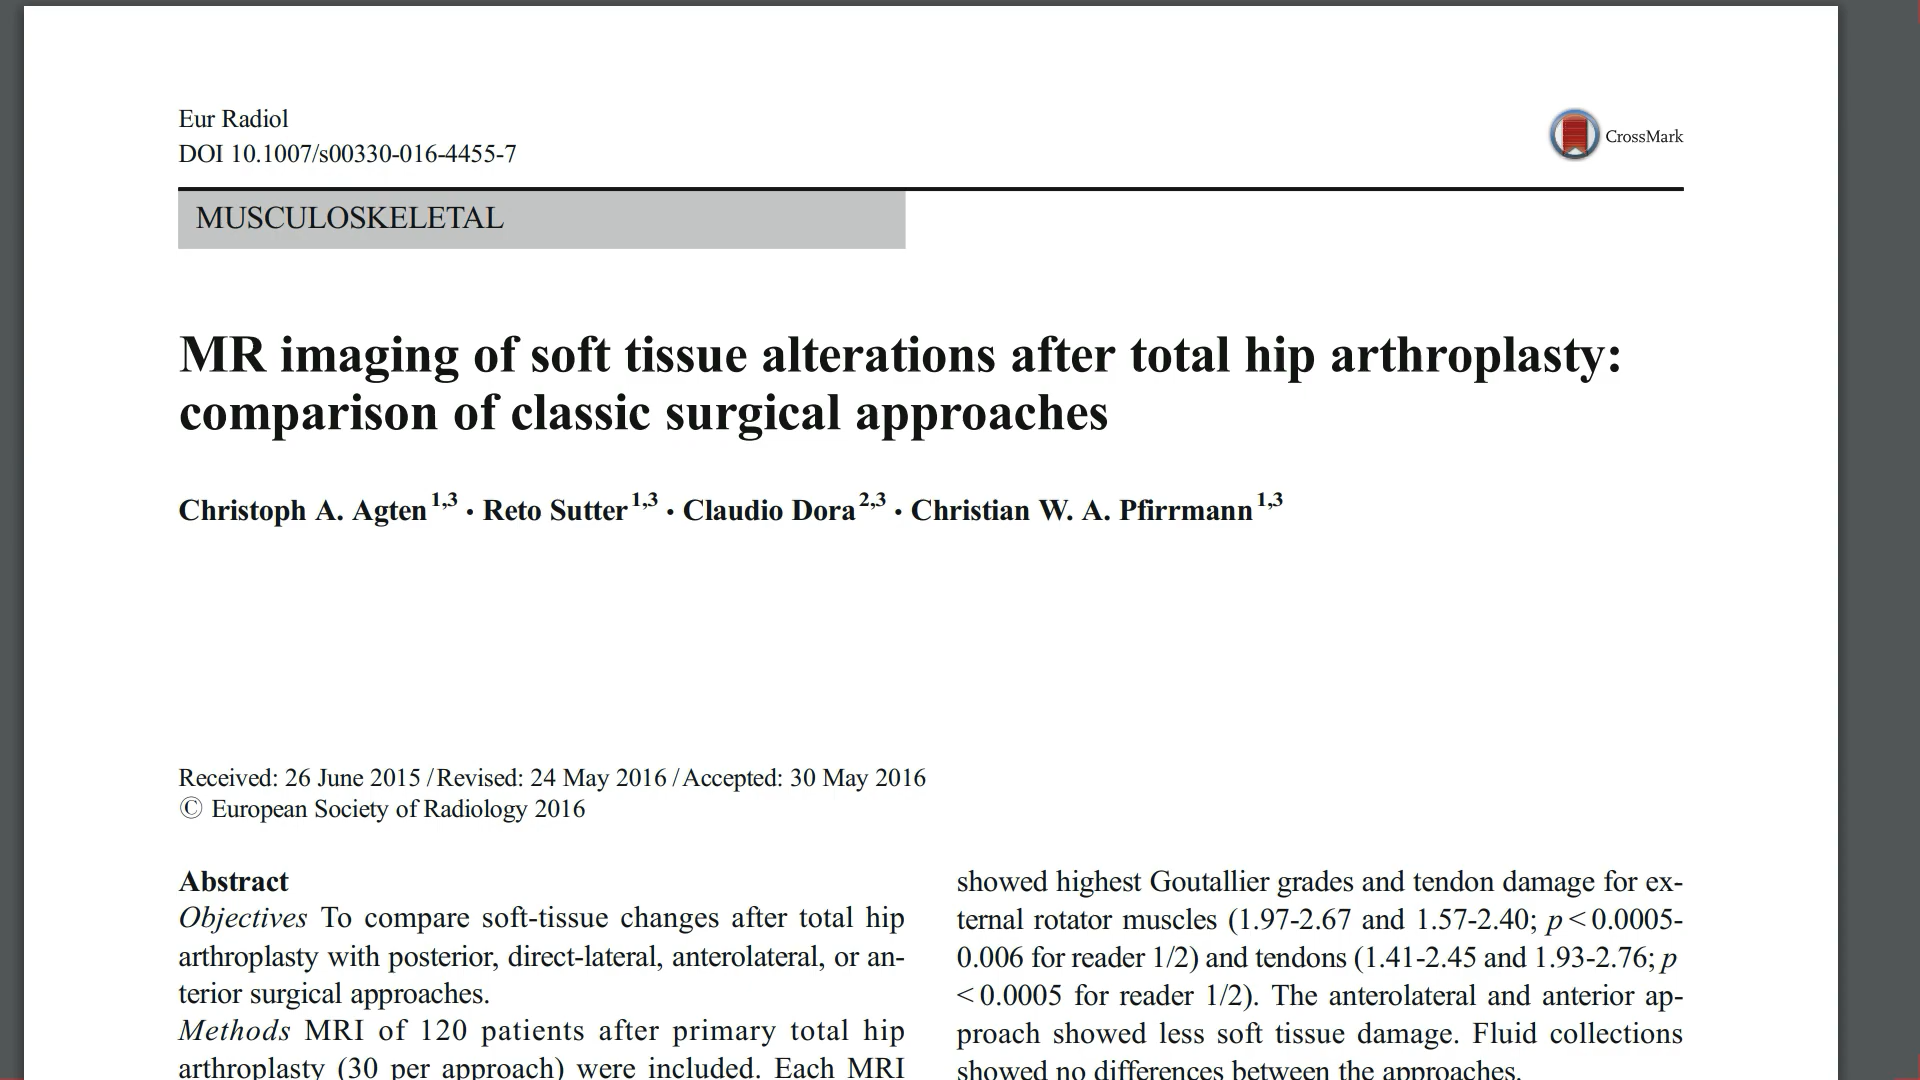 Eur Radiol
DOI 10.1007/s00330-016-4455-7
CrossMark
MUSCULOSKELETAL
MR imaging of soft tissue alterations after total hip arthroplasty:
comparison of classic surgical approaches
Christoph A. Agten 1,3 · Reto Sutter 1,3 · Claudio Dora 2,3 · Christian W. A. Pfirrmann 1,3
Received: 26 June 2015 / Revised: 24 May 2016 / Accepted: 30 May 2016
© European Society of Radiology 2016
Abstract
Objectives To compare soft-tissue changes after total hip
arthroplasty with posterior, direct-lateral, anterolateral, or an-
terior surgical approaches.
Methods MRI of 120 patients after primary total hip
arthroplasty (30 per approach) were included. Each MRI
showed highest Goutallier grades and tendon damage for ex-
ternal rotator muscles (1.97-2.67 and 1.57-2.40; p < 0.0005-
0.006 for reader 1/2) and tendons (1.41-2.45 and 1.93-2.76; p
< 0.0005 for reader 1/2). The anterolateral and anterior ap-
proach showed less soft tissue damage. Fluid collections
showed no differences between the approaches.